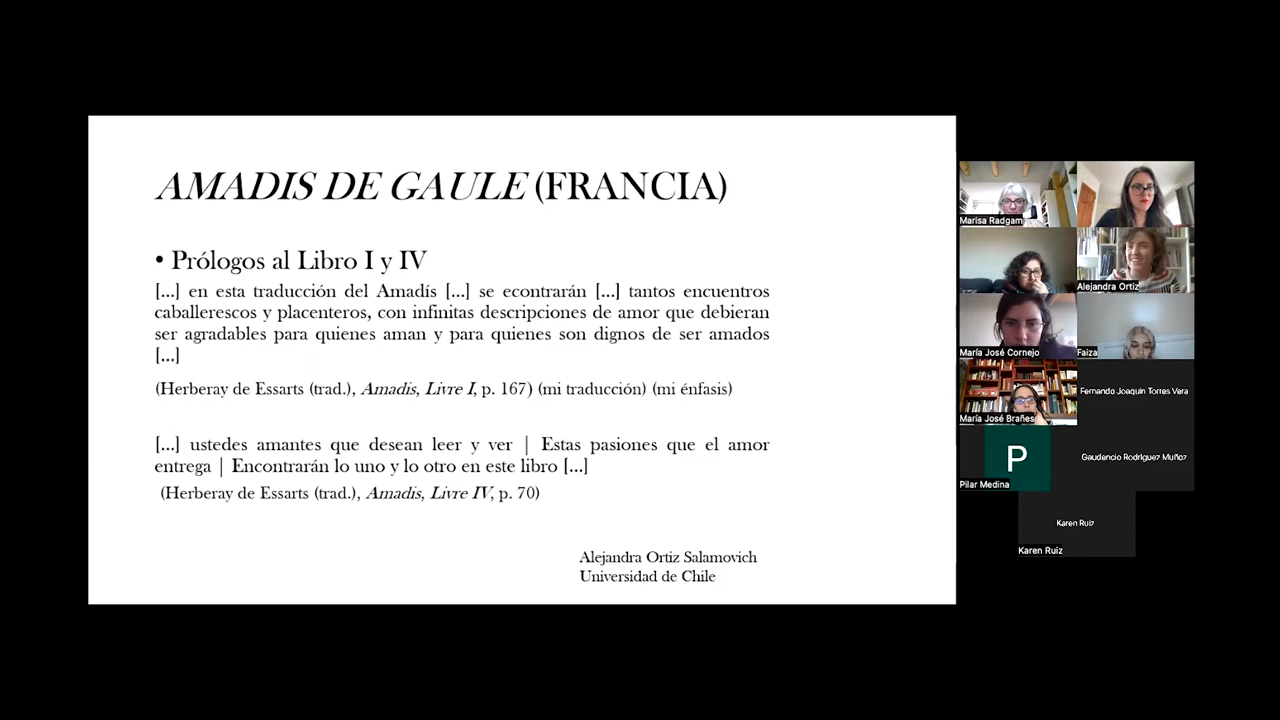 AMADIS DE GAULE (FRANCIA)
• Prólogos al Libro I y IV
[...] en esta traducción del Amadís [...] se econtrarán [...] tantos encuentros
caballerescos y placenteros, con infinitas descripciones de amor que debieran
ser agradables para quienes aman y para quienes son dignos de ser amados
[...]
(Herberay de Essarts (trad.), Amadis, Livre I, p. 167) (mi traducción) (mi énfasis)
[...] ustedes amantes que desean leer y ver | Estas pasiones que el amor
entrega | Encontrarán lo uno y lo otro en este libro [...]
(Herberay de Essarts (trad.), Amadis, Livre IV, p. 70)
Alejandra Ortiz Salamovich
Universidad de Chile
Marisa Radgam
Alejandra Ortiz
María José Cornejo
Faiza
María José Brañes
Fernando Joaquin Torres Vera
P
Pilar Medina
Gaudencio Rodríguez Muñoz
Karen Ruiz
Karen Ruiz